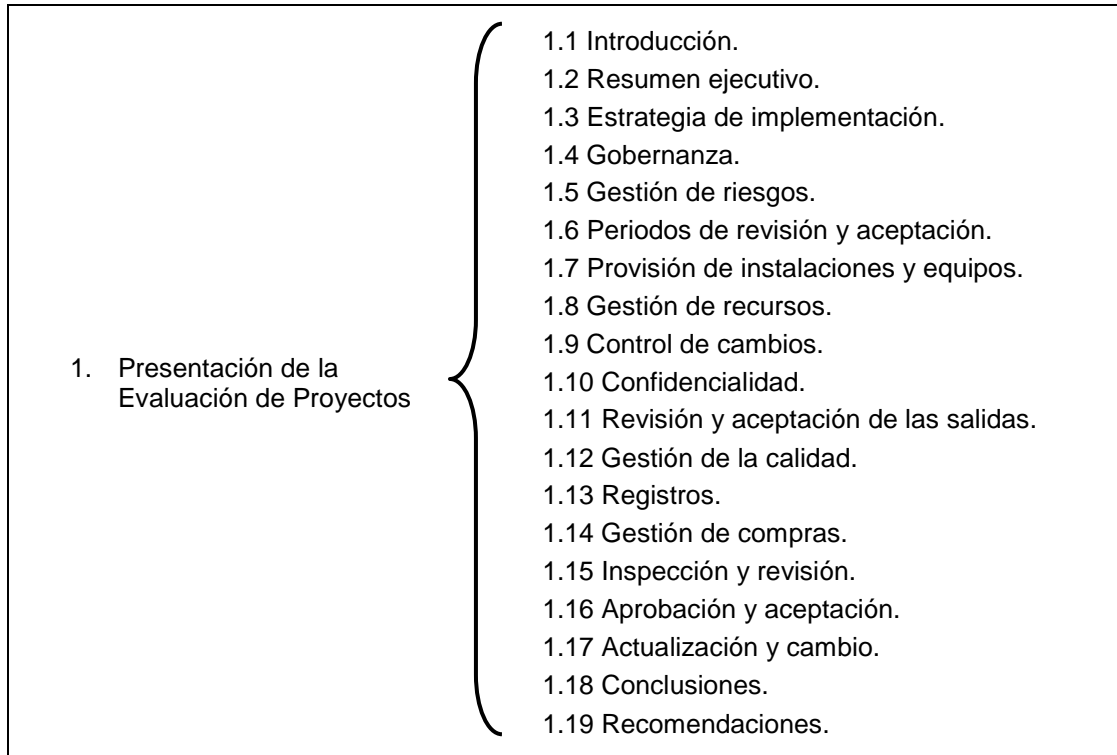 1. Presentación de la
Evaluación de Proyectos
1.1 Introducción.
1.2 Resumen ejecutivo.
1.3 Estrategia de implementación.
1.4 Gobernanza.
1.5 Gestión de riesgos.
1.6 Periodos de revisión y aceptación.
1.7 Provisión de instalaciones y equipos.
1.8 Gestión de recursos.
1.9 Control de cambios.
1.10 Confidencialidad.
1.11 Revisión y aceptación de las salidas.
1.12 Gestión de la calidad.
1.13 Registros.
1.14 Gestión de compras.
1.15 Inspección y revisión.
1.16 Aprobación y aceptación.
1.17 Actualización y cambio.
1.18 Conclusiones.
1.19 Recomendaciones.